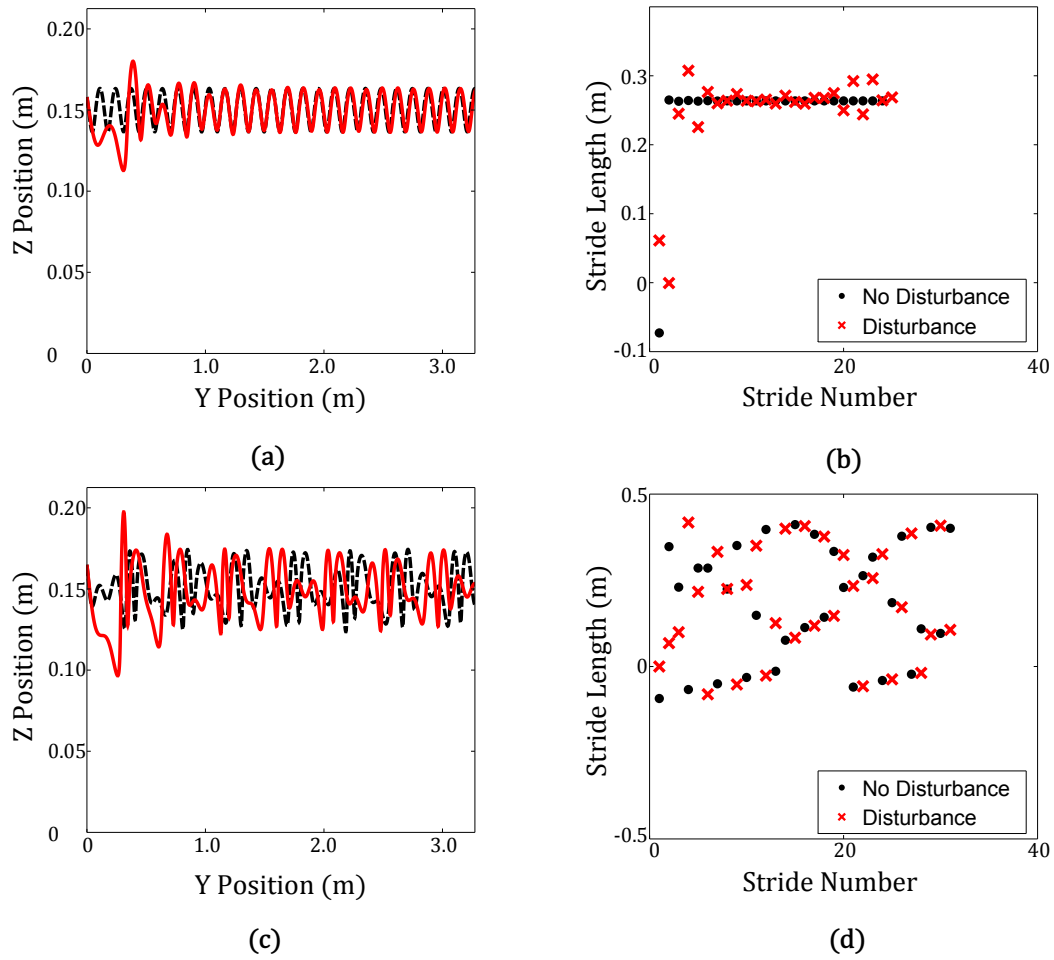 0.20
0.15
0.10
0.05
0
Z Position (m)
0
1.0
2.0
3.0
Y Position (m)
(a)
0.3
0.2
0.1
0
-0.1
Stride Length (m)
No Disturbance
Disturbance
0
20
40
Stride Number
(b)
0.20
0.15
0.10
0.05
0
Z Position (m)
0
1.0
2.0
3.0
Y Position (m)
(c)
0.5
0
-0.5
Stride Length (m)
No Disturbance
Disturbance
0
20
40
Stride Number
(d)